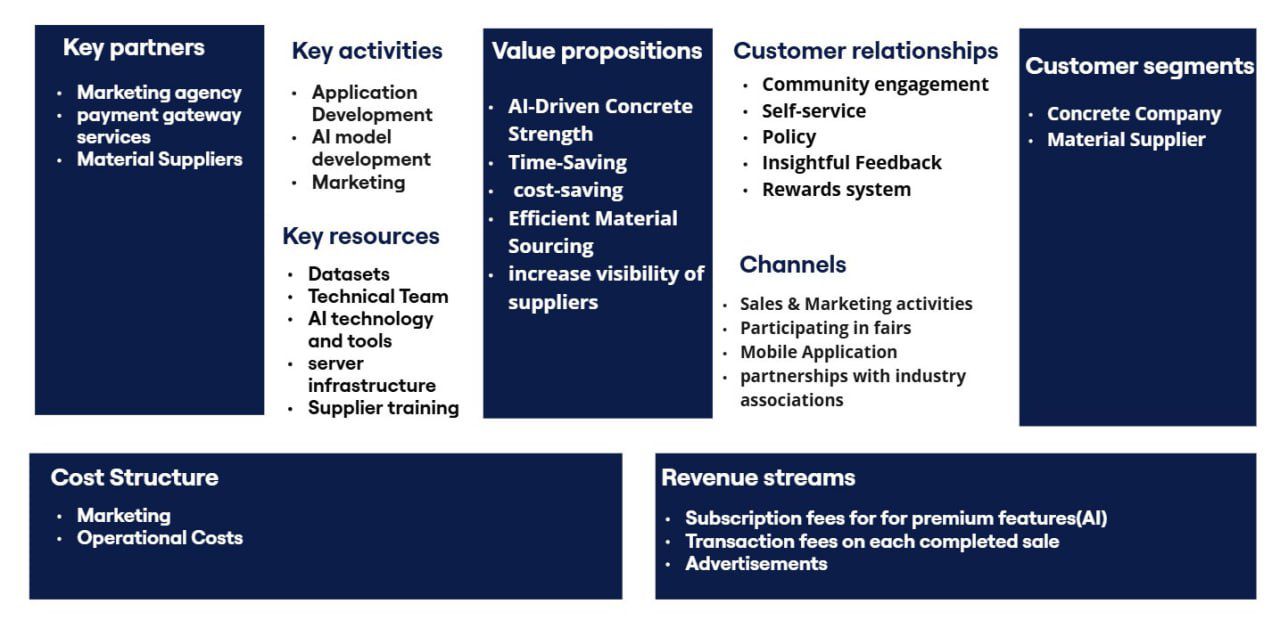 Key partners
• Marketing agency
• payment gateway
services
• Material Suppliers
Key activities
• Application
Development
• AI model
development
• Marketing
Key resources
• Datasets
• Technical Team
• AI technology
and tools
• server
infrastructure
• Supplier training
Value propositions
• AI-Driven Concrete
Strength
• Time-Saving
• cost-saving
• Efficient Material
Sourcing
• increase visibility of
suppliers
Customer relationships
• Community engagement
• Self-service
• Policy
• Insightful Feedback
• Rewards system
Channels
• Sales & Marketing activities
• Participating in fairs
• Mobile Application
• partnerships with industry
associations
Customer segments
• Concrete Company
• Material Supplier
Cost Structure
• Marketing
• Operational Costs
Revenue streams
• Subscription fees for for premium features(AI)
• Transaction fees on each completed sale
• Advertisements